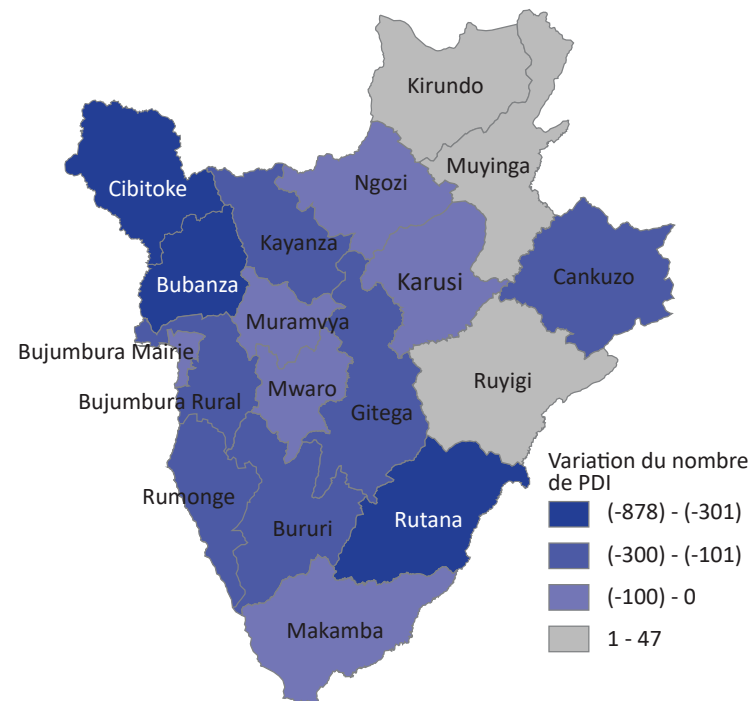 Kirundo
Muyinga
Ngozi
Cibitoke
Kayanza
Cankuzo
Karusi
Bubanza
Muramvya
Bujumbura Mairie
Mwaro
Ruyigi
Bujumbura Rural
Gitega
Rumonge
Rutana
Bururi
Makamba
Variation du nombre
de PDI
(-878) - (-301)
(-300) - (-101)
(-100) - 0
1 - 47